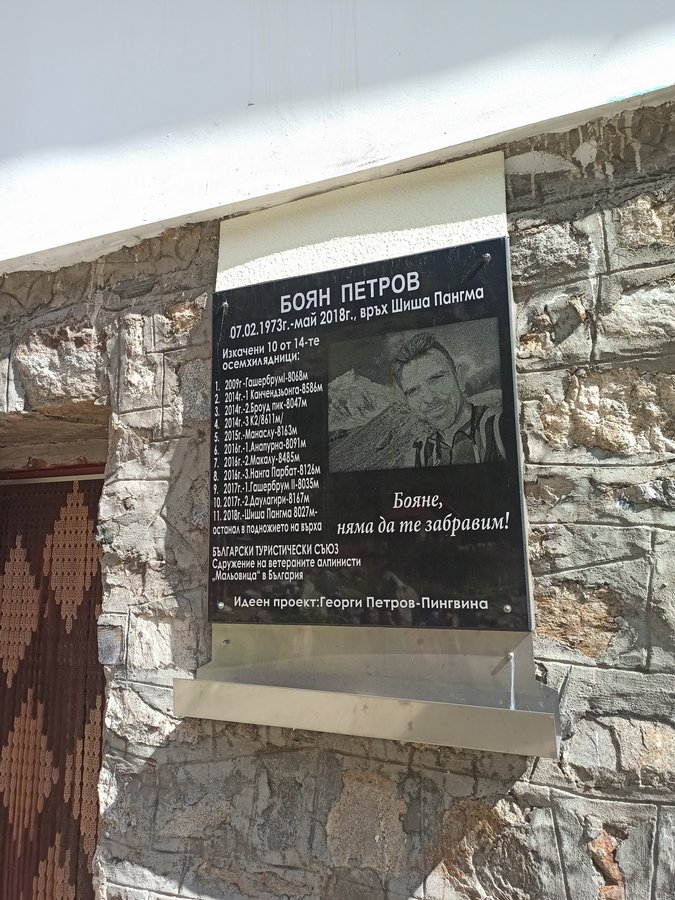 БОЯН ПЕТРОВ
07.02.1973г.-май 2018г., връх Шиша Пангма
Изкачени 10 от 14-те
осемхилядници:
1. 2009г-ГашербрумI-8068м
2. 2014г.-1 Канчендзьонга-8586м
3. 2014г.-2.Броуд пик-8047м
4. 2014г.-3 К2/8611м/
5. 2015г.-Манаслу-8163м
6. 2016г.-1.Анапурна-8091м
7. 2016г.-2.Макалу-8485м
8. 2016г.-3.Нанга Парбат-8126м
9. 2017г.-1.Гашербрум II-8035м
10. 2017г.-2.Даулагири-8167м
11. 2018г.-Шиша Пангма 8027м-
останал в подножието на върха
Бояне,
няма да те забравим!
БЪЛГАРСКИ ТУРИСТИЧЕСКИ СЪЮЗ
Сдружение на ветераните алпинисти
"Мальовица" в България
Идеен проект:Георги Петров-Пингвина